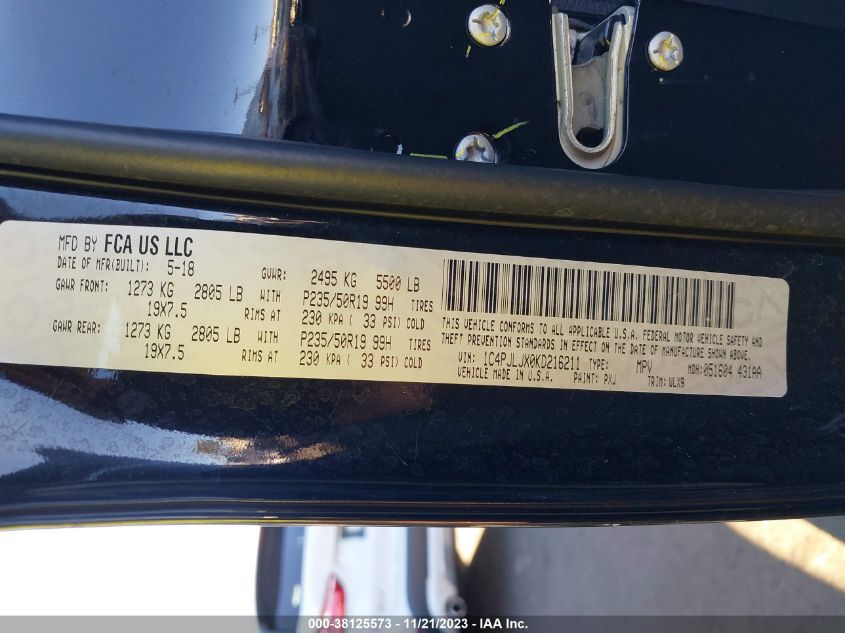 MFD BY FCA US LLC
DATE OF MFR(BUILT): 5-18 GVWR: 2495 KG 5500 LB
GAWR FRONT: 1273 KG 2805 LB WITH P235/50R19 99H TIRES
19X7.5 RIMS AT 230 KPA ( 33 PSI) COLD
GAWR REAR: 1273 KG 2805 LB WITH P235/50R19 99H TIRES
19X7.5 RIMS AT 230 KPA ( 33 PSI) COLD
THIS VEHICLE CONFORMS TO ALL APPLICABLE U.S.A. FEDERAL MOTOR VEHICLE SAFETY AND
THEFT PREVENTION STANDARDS IN EFFECT ON THE DATE OF MANUFACTURE SHOWN ABOVE.
VIN: 1C4PJLJX0KD216211 TYPE: MPV MDH:051604 431AA
VEHICLE MADE IN U.S.A. PAINT: PXJ TRIM:ULX9
000-38125573 - 11/21/2023 - IAA Inc.